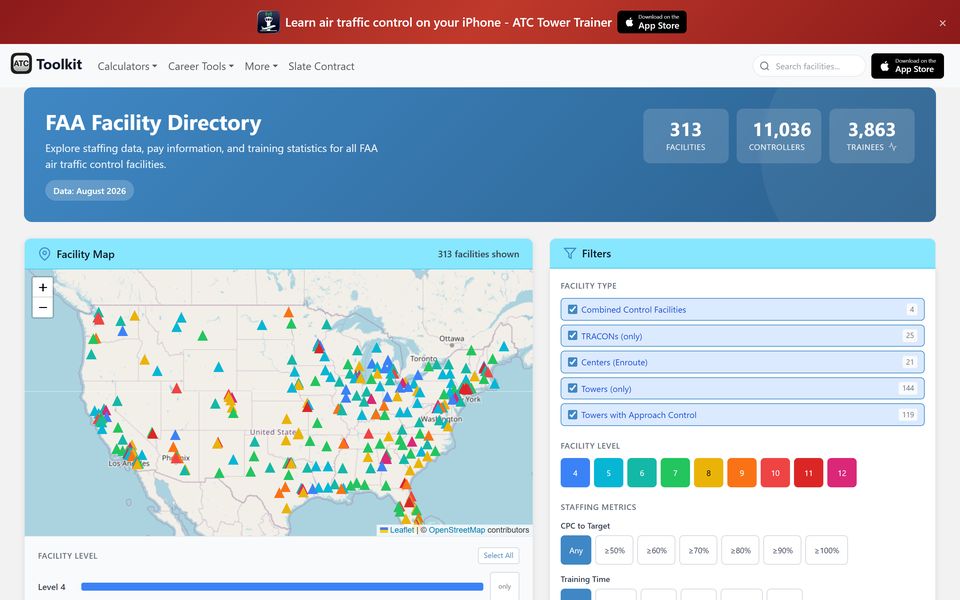 Learn air traffic control on your iPhone - ATC Tower Trainer
Download on the
App Store
×
ATC Toolkit
Calculators
Career Tools
More
Slate Contract
Search facilities...
Download on the
App Store
FAA Facility Directory
Explore staffing data, pay information, and training statistics for all FAA
air traffic control facilities.
Data: August 2026
313
FACILITIES
11,036
CONTROLLERS
3,863
TRAINEES
Facility Map
313 facilities shown
+
−
Ottawa
Toronto
York
Washington
United States
Los Angeles
Phoenix
Leaflet | © OpenStreetMap contributors
FACILITY LEVEL
Select All
Level 4
only
Filters
FACILITY TYPE
Combined Control Facilities
4
TRACONs (only)
25
Centers (Enroute)
21
Towers (only)
144
Towers with Approach Control
119
FACILITY LEVEL
4
5
6
7
8
9
10
11
12
STAFFING METRICS
CPC to Target
Any
≥50%
≥60%
≥70%
≥80%
≥90%
≥100%
Training Time